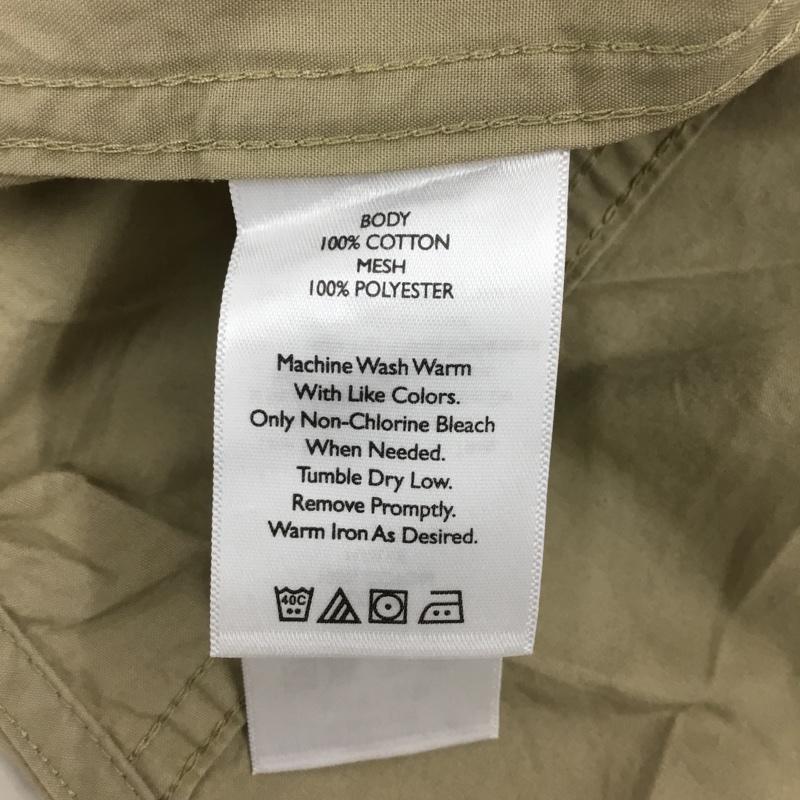 BODY
100% COTTON
MESH
100% POLYESTER
Machine Wash Warm
With Like Colors.
Only Non-Chlorine Bleach
When Needed.
Tumble Dry Low.
Remove Promptly.
Warm Iron As Desired.
40C